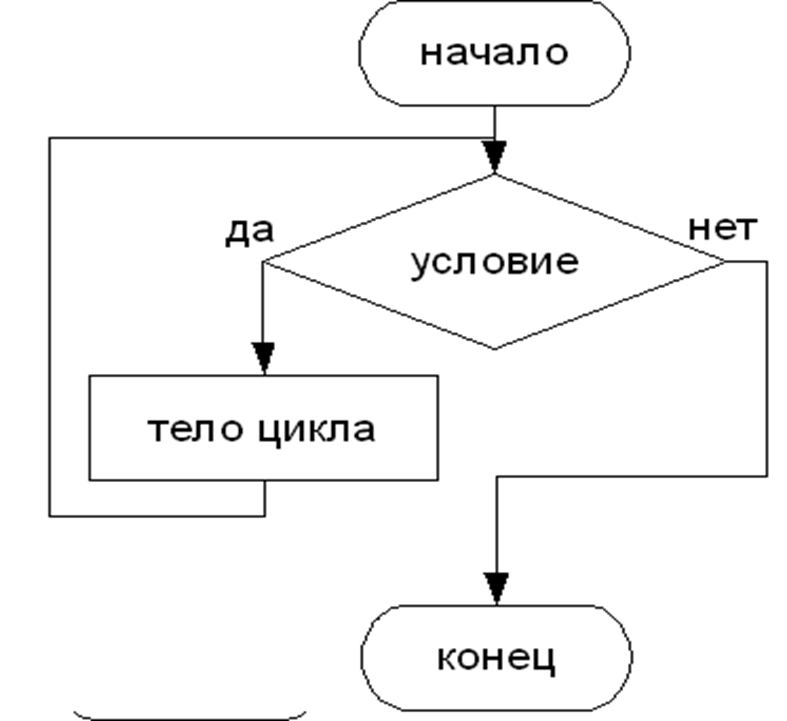 начало
да
нет
условие
тело цикла
конец